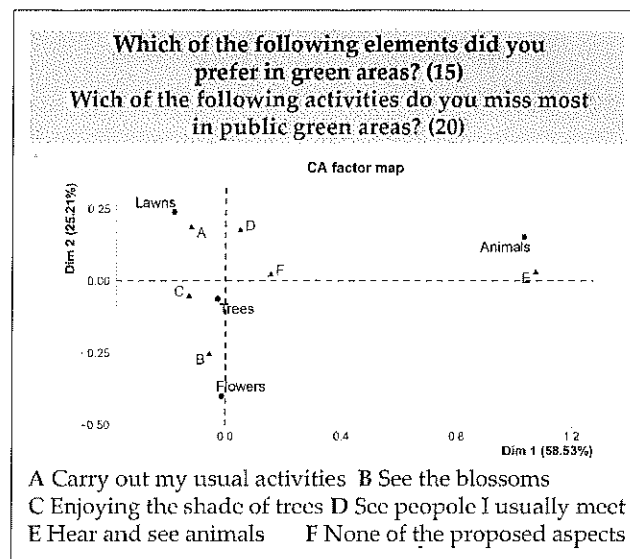 Which of the following elements did you
prefer in green areas? (15)
Wich of the following activities do you miss most
in public green areas? (20)
CA factor map
Dim 2 (25.21%)
0.25
0.00
-0.25
-0.50
Lawns
A
D
Animals
F
E
C
Trees
B
Flowers
0.0
0.4
0.8
1.2
Dim 1 (58.53%)
A Carry out my usual activities B See the blossoms
C Enjoying the shade of trees D See peopole I usually meet
E Hear and see animals F None of the proposed aspects